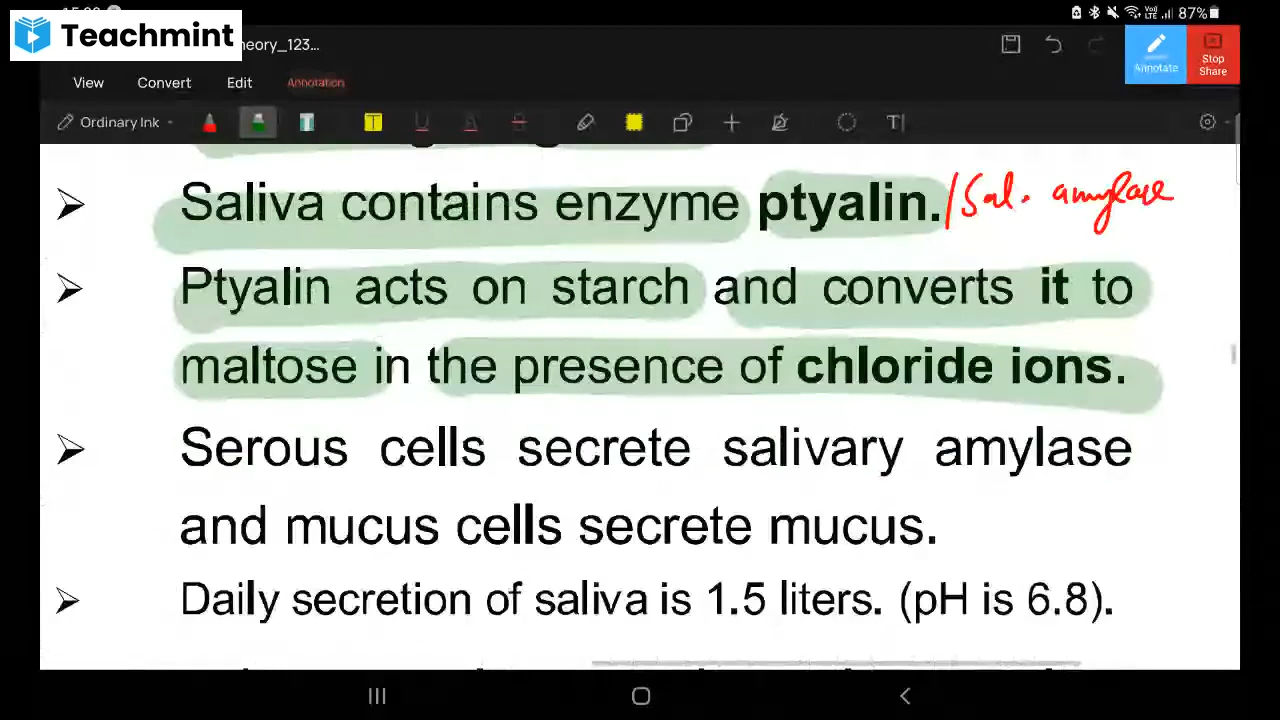 Teachmint
eory_123...
87%
Annotate
Stop
Share
View Convert Edit Annotation
Ordinary Ink
➢ Saliva contains enzyme ptyalin. /Sal. amylase
➢ Ptyalin acts on starch and converts it to
maltose in the presence of chloride ions.
➢ Serous cells secrete salivary amylase
and mucus cells secrete mucus.
➢ Daily secretion of saliva is 1.5 liters. (pH is 6.8).